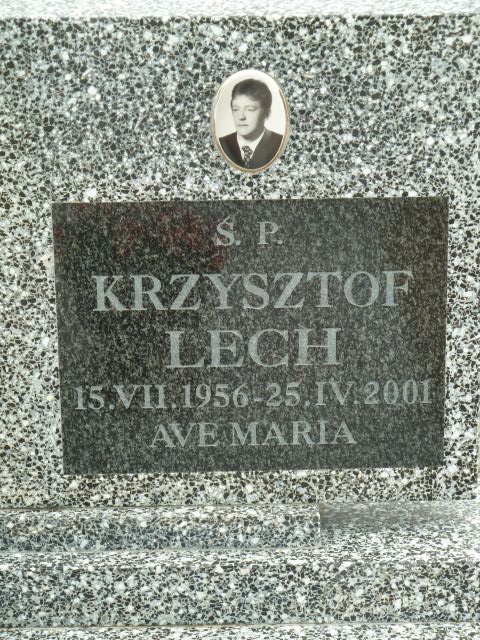 Ś. P.
KRZYSZTOF
LECH
15.VII.1956-25.IV.2001
AVE MARIA